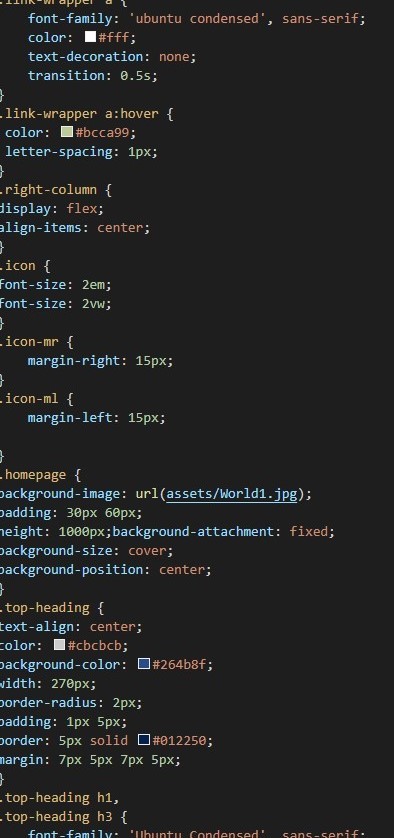 .link-wrapper a {
    font-family: 'ubuntu condensed', sans-serif;
    color: #fff;
    text-decoration: none;
    transition: 0.5s;
}
.link-wrapper a:hover {
 color: #bcca99;
 letter-spacing: 1px;
}
.right-column {
display: flex;
align-items: center;
}
.icon {
font-size: 2em;
font-size: 2vw;
}
.icon-mr {
    margin-right: 15px;
}
.icon-ml {
    margin-left: 15px;

}
.homepage {
background-image: url(assets/World1.jpg);
padding: 30px 60px;
height: 1000px;background-attachment: fixed;
background-size: cover;
background-position: center;
}
.top-heading {
text-align: center;
color: #cbcbcb;
background-color: #264b8f;
width: 270px;
border-radius: 2px;
padding: 1px 5px;
border: 5px solid #012250;
margin: 7px 5px 7px 5px;
}
.top-heading h1,
.top-heading h3 {
    font-family: 'Ubuntu Condensed', sans-serif;